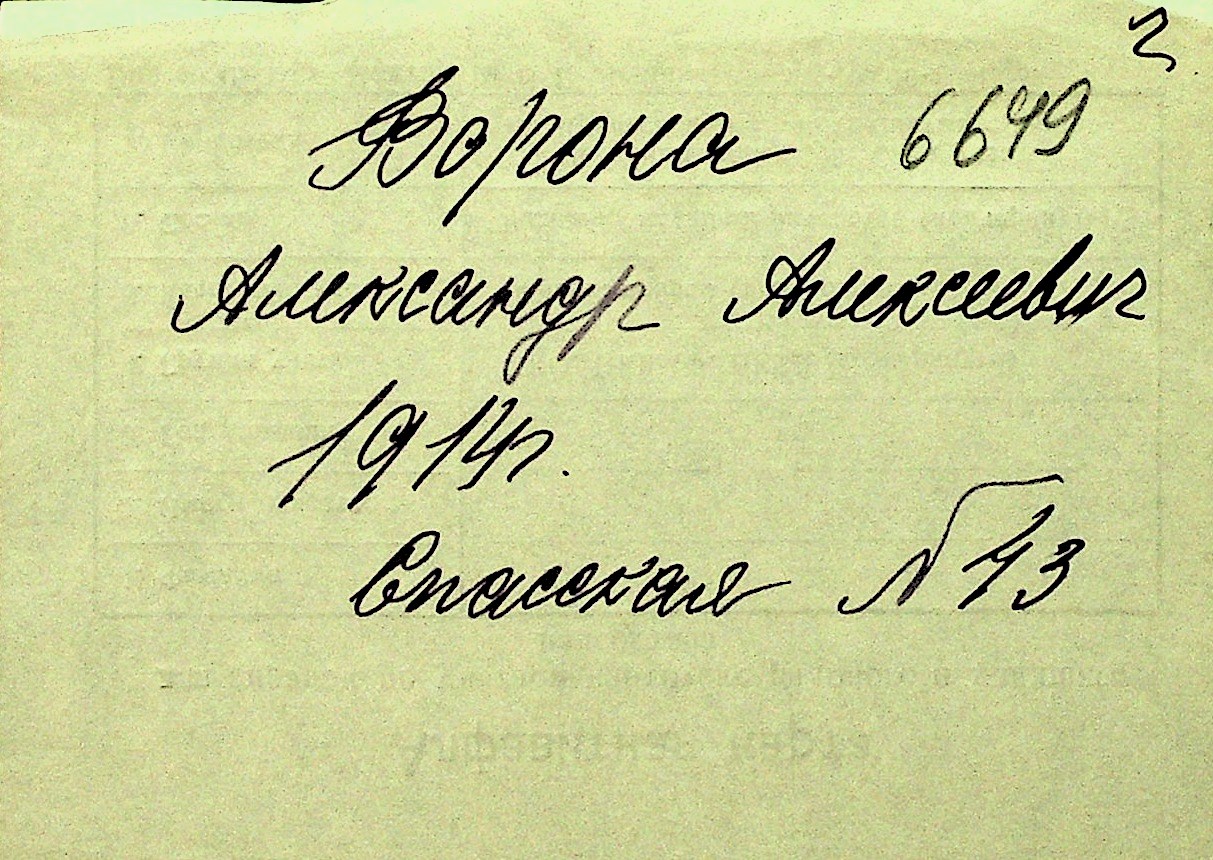 2
Ворона 6649
Александр Алексеевич
1914г.
Спасская № 43